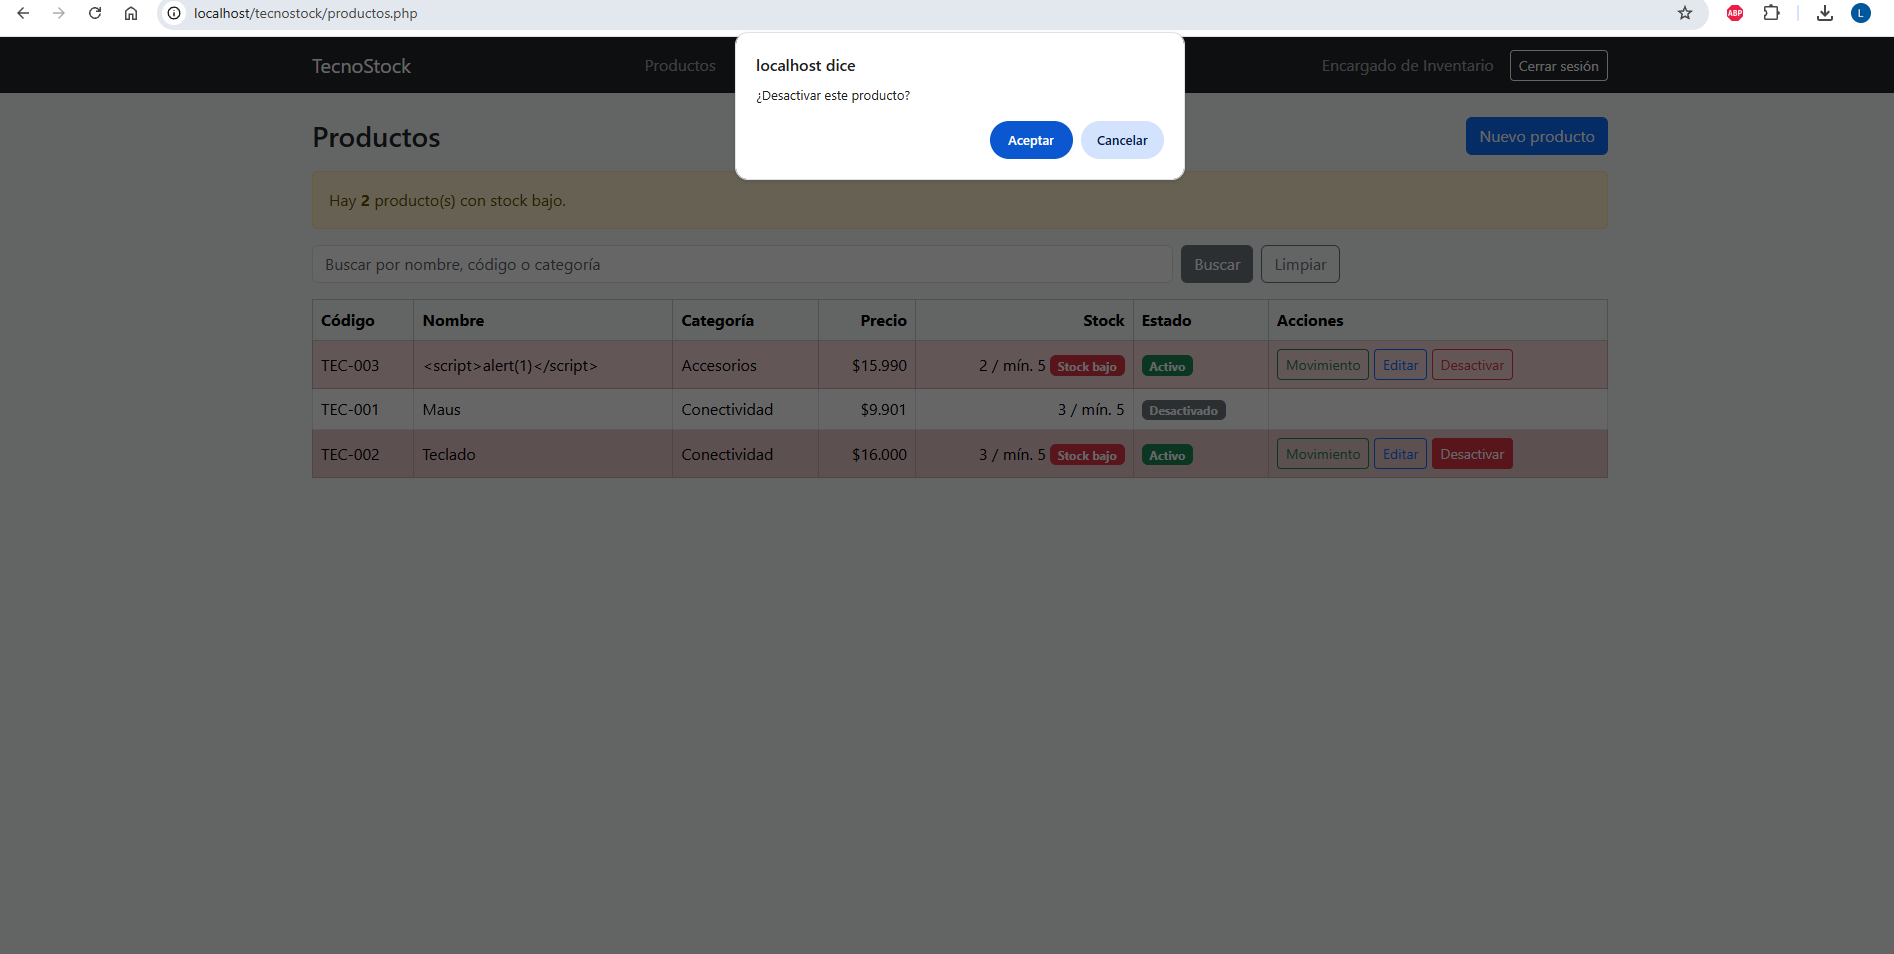 localhost/tecnostock/productos.php
ABP
L
localhost dice
¿Desactivar este producto?
Aceptar Cancelar
TecnoStock Productos Encargado de Inventario Cerrar sesión
Productos Nuevo producto
Hay 2 producto(s) con stock bajo.
Buscar por nombre, código o categoría Buscar Limpiar
Código Nombre Categoría Precio Stock Estado Acciones
TEC-003 <script>alert(1)</script> Accesorios $15.990 2 / mín. 5 Stock bajo Activo Movimiento Editar Desactivar
TEC-001 Maus Conectividad $9.901 3 / mín. 5 Desactivado
TEC-002 Teclado Conectividad $16.000 3 / mín. 5 Stock bajo Activo Movimiento Editar Desactivar